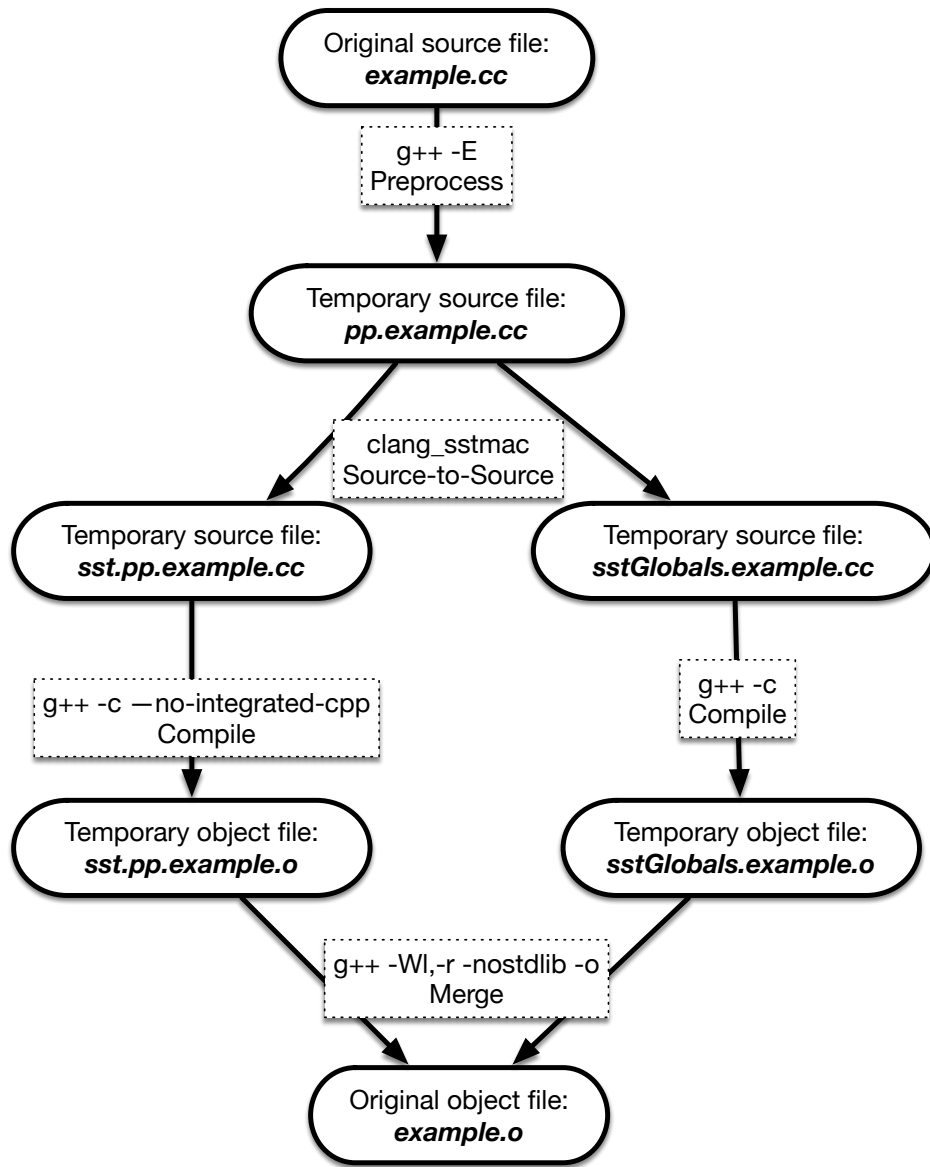 Original source file:
example.cc
g++ -E
Preprocess
Temporary source file:
pp.example.cc
clang_sstmac
Source-to-Source
Temporary source file:
sst.pp.example.cc
Temporary source file:
sstGlobals.example.cc
g++ -c —no-integrated-cpp
Compile
g++ -c
Compile
Temporary object file:
sst.pp.example.o
Temporary object file:
sstGlobals.example.o
g++ -Wl,-r -nostdlib -o
Merge
Original object file:
example.o